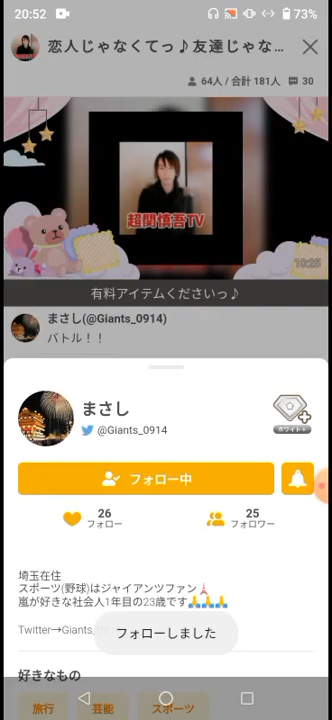 20:52
73%
恋人じゃなくてっ♪友達じゃな…
64人 / 合計 181人 30
超関慎吾TV
10:25
有料アイテムくださいっ♪
まさし(@Giants_0914)
バトル！！
まさし
@Giants_0914
ホワイト+
フォロー中
26
フォロー
25
フォロワー
埼玉在住
スポーツ(野球)はジャイアンツファン🗼
嵐が好きな社会人1年目の23歳です🙏🙏🙏
Twitter→Giants_
フォローしました
好きなもの
旅行 芸能 スポーツ